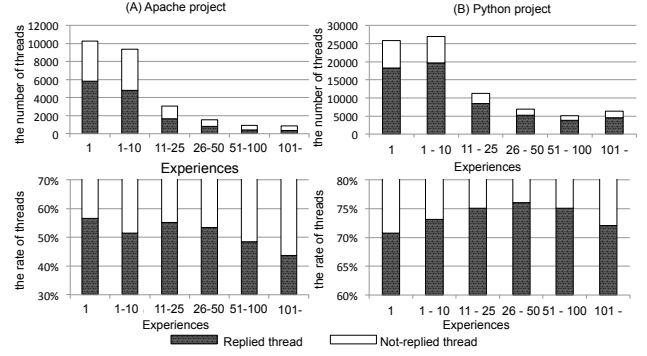 (A) Apache project
the number of threads
12000
10000
8000
6000
4000
2000
0
1 1-10 11-25 26-50 51-100 101-
Experiences
(B) Python project
the number of threads
30000
25000
20000
15000
10000
5000
0
1 1 - 10 11 - 25 26 - 50 51 - 100 101 -
Experiences
the rate of threads
70%
60%
50%
40%
30%
1 1-10 11-25 26-50 51-100 101-
Experiences
the rate of threads
80%
75%
70%
65%
60%
1 1 - 10 11 - 25 26 - 50 51 - 100 101 -
Experiences
Replied thread Not-replied thread